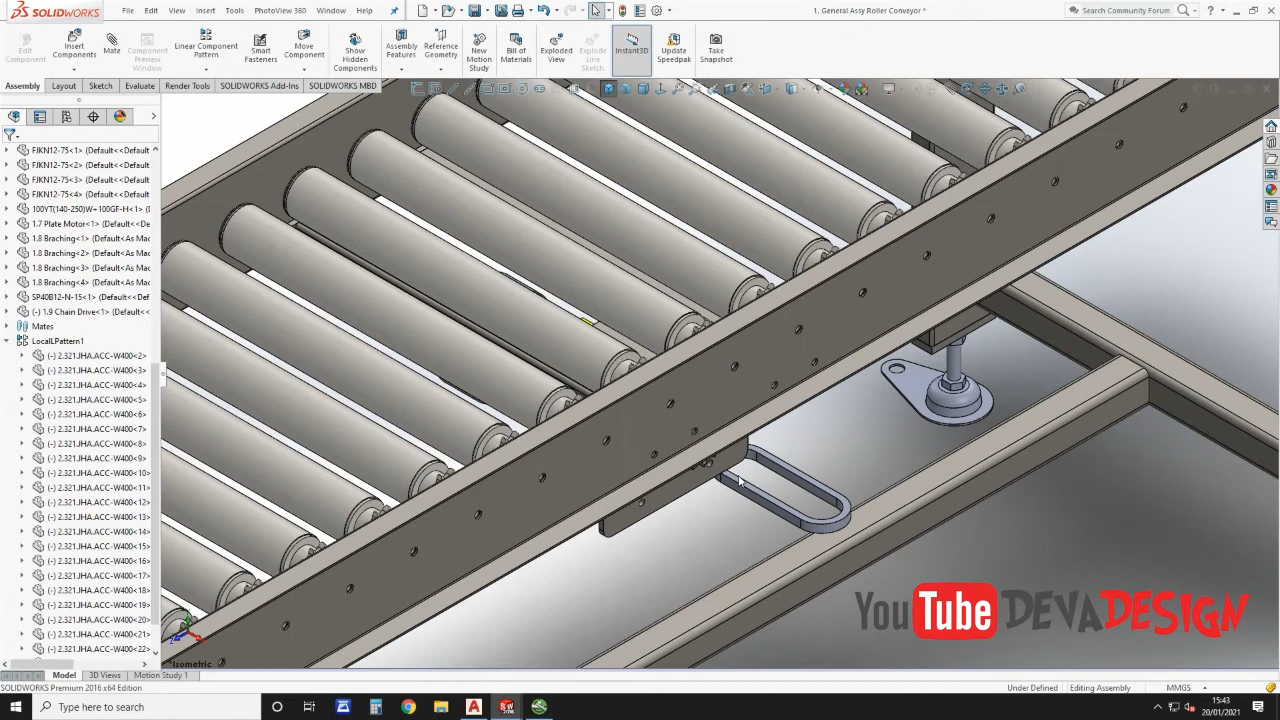 SOLIDWORKS
File Edit View Insert Tools PhotoView 360 Window Help
1. General Assy Roller Conveyor *
Search Community Forum
Edit Component
Insert Components
Mate
Component Preview Window
Linear Component Pattern
Smart Fasteners
Move Component
Show Hidden Components
Assembly Features
Reference Geometry
New Motion Study
Bill of Materials
Exploded View
Explode Line Sketch
Instant3D
Update Speedpak
Take Snapshot
Assembly Layout Sketch Evaluate Render Tools SOLIDWORKS Add-Ins SOLIDWORKS MBD
FJKN12-75<1> (Default<<Default
FJKN12-75<2> (Default<<Default
FJKN12-75<3> (Default<<Default
FJKN12-75<4> (Default<<Default
100YT(140-250)W+100GF-H<1> (D
1.7 Plate Motor<1> (Default<<De
1.8 Braching<1> (Default<As Mac
1.8 Braching<2> (Default<As Mac
1.8 Braching<3> (Default<As Mac
1.8 Braching<4> (Default<As Mac
SP40B12-N-15<1> (Default<<Def
(-) 1.9 Chain Drive<1> (Default<
Mates
LocalLPattern1
(-) 2.321.JHA.ACC-W400<2>
(-) 2.321.JHA.ACC-W400<3>
(-) 2.321.JHA.ACC-W400<4>
(-) 2.321.JHA.ACC-W400<5>
(-) 2.321.JHA.ACC-W400<6>
(-) 2.321.JHA.ACC-W400<7>
(-) 2.321.JHA.ACC-W400<8>
(-) 2.321.JHA.ACC-W400<9>
(-) 2.321.JHA.ACC-W400<10>
(-) 2.321.JHA.ACC-W400<11>
(-) 2.321.JHA.ACC-W400<12>
(-) 2.321.JHA.ACC-W400<13>
(-) 2.321.JHA.ACC-W400<14>
(-) 2.321.JHA.ACC-W400<15>
(-) 2.321.JHA.ACC-W400<16>
(-) 2.321.JHA.ACC-W400<17>
(-) 2.321.JHA.ACC-W400<18>
(-) 2.321.JHA.ACC-W400<19>
(-) 2.321.JHA.ACC-W400<20>
(-) 2.321.JHA.ACC-W400<21>
(-) 2.321.JHA.ACC-W400<22>
YouTube DEVADESIGN
*Isometric
Model 3D Views Motion Study 1
SOLIDWORKS Premium 2016 x64 Edition
Under Defined Editing Assembly MMGS
Type here to search
15:43
20/01/2021